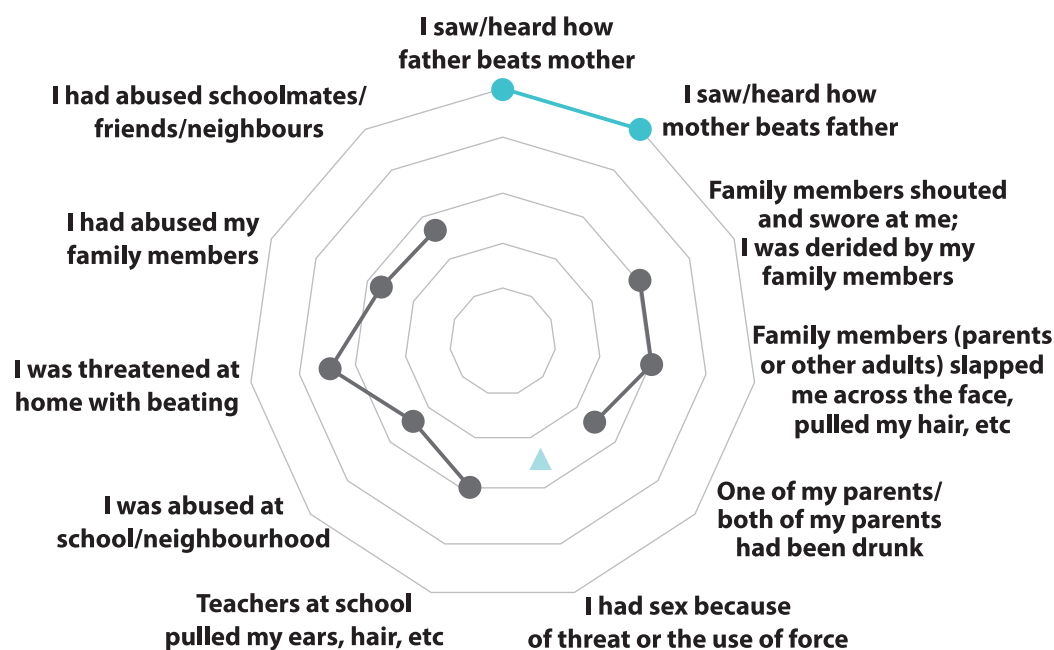 I saw/heard how
father beats mother
I saw/heard how
mother beats father
Family members shouted
and swore at me;
I was derided by my
family members
Family members (parents
or other adults) slapped
me across the face,
pulled my hair, etc
One of my parents/
both of my parents
had been drunk
I had sex because
of threat or the use of force
Teachers at school
pulled my ears, hair, etc
I was abused at
school/neighbourhood
I was threatened at
home with beating
I had abused my
family members
I had abused schoolmates/
friends/neighbours